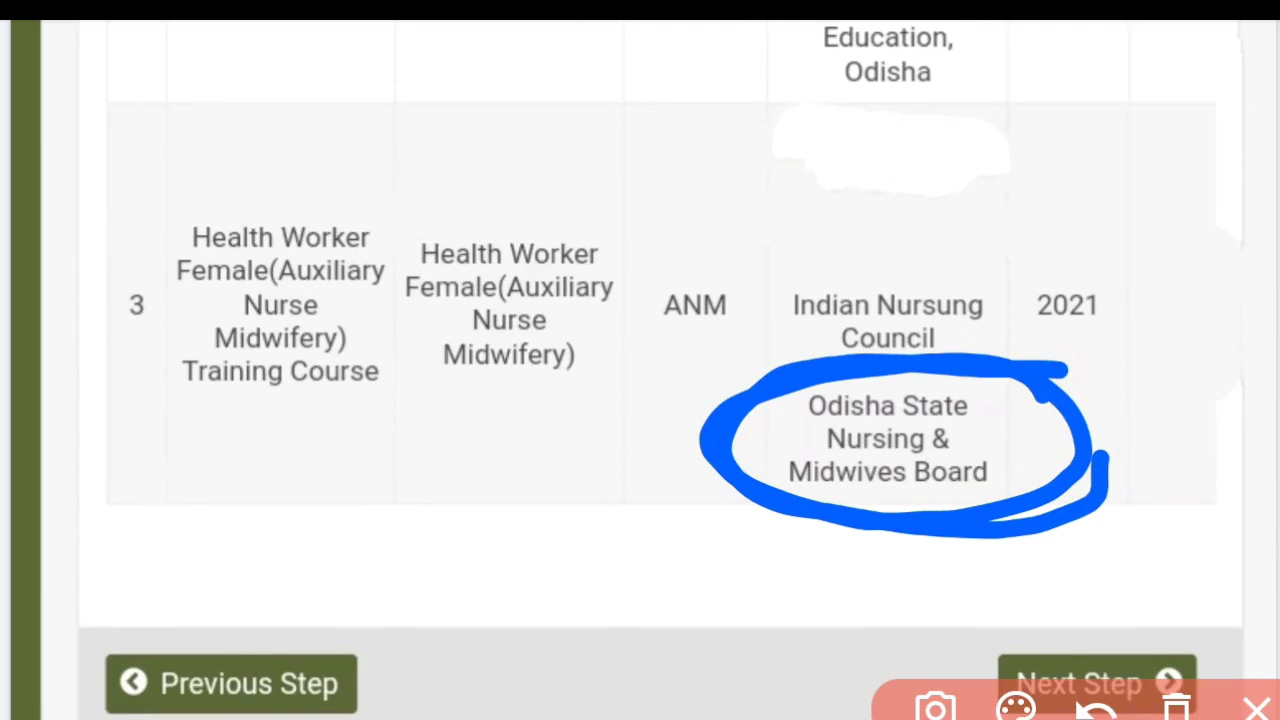 Education,
Odisha
3
Health Worker
Female(Auxiliary
Nurse
Midwifery)
Training Course
Health Worker
Female(Auxiliary
Nurse
Midwifery)
ANM
Indian Nursung
Council
2021
Odisha State
Nursing &
Midwives Board
Previous Step
Next Step